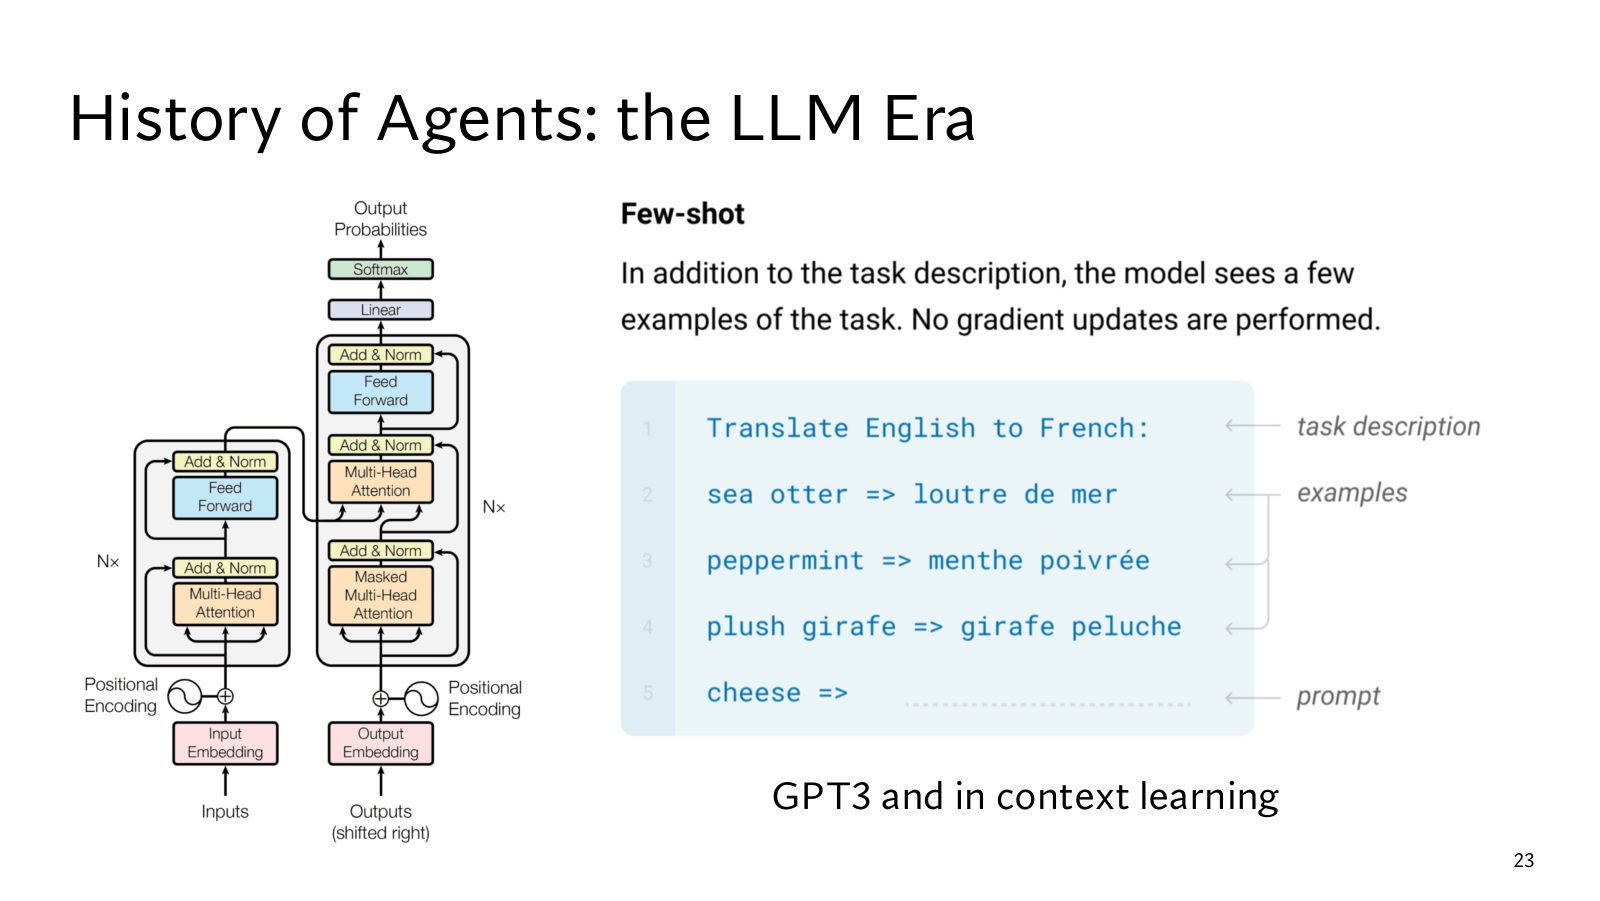 History of Agents: the LLM Era
Output
Probabilities
Softmax
Linear
Add & Norm
Feed
Forward
Add & Norm
Multi-Head
Attention
Nx
Add & Norm
Masked
Multi-Head
Attention
Add & Norm
Feed
Forward
Nx
Add & Norm
Multi-Head
Attention
Positional
Encoding
Positional
Encoding
Input
Embedding
Output
Embedding
Inputs
Outputs
(shifted right)
Few-shot
In addition to the task description, the model sees a few
examples of the task. No gradient updates are performed.
1 Translate English to French: task description
2 sea otter => loutre de mer examples
3 peppermint => menthe poivrée
4 plush girafe => girafe peluche
5 cheese => prompt
GPT3 and in context learning
23